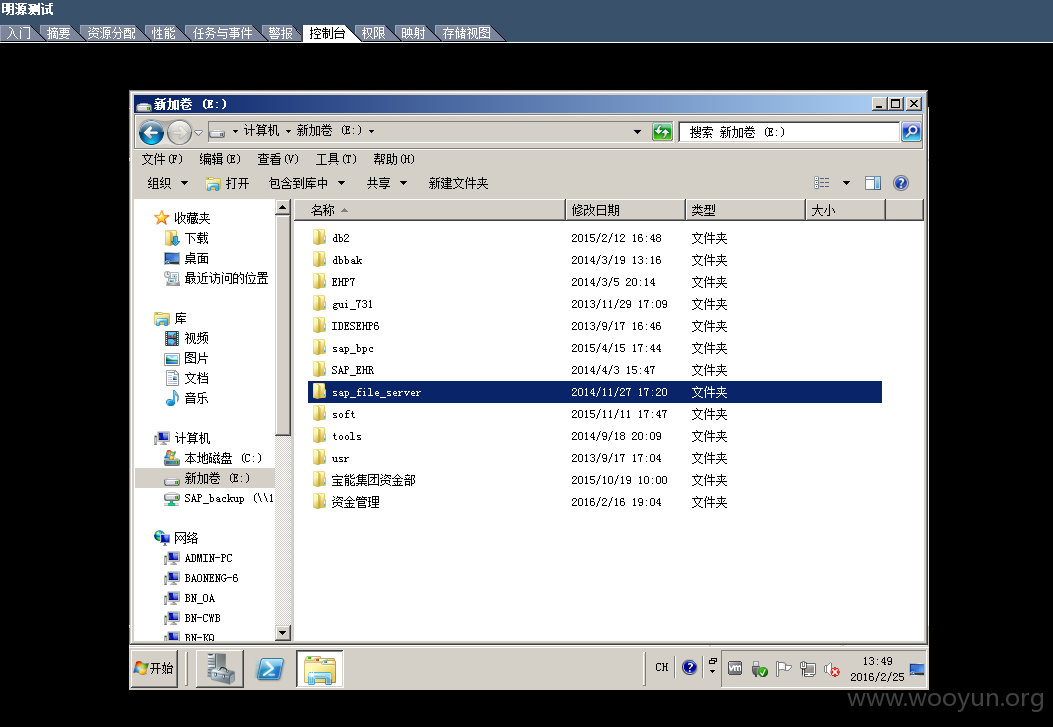 明源测试
入门 摘要 资源分配 性能 任务与事件 警报 控制台 权限 映射 存储视图
新加卷 (E:)
计算机 新加卷 (E:) 搜索 新加卷 (E:)
文件(F) 编辑(E) 查看(V) 工具(T) 帮助(H)
组织 打开 包含到库中 共享 新建文件夹
名称 修改日期 类型 大小
收藏夹
下载
桌面
最近访问的位置
库
视频
图片
文档
音乐
计算机
本地磁盘 (C:)
新加卷 (E:)
SAP_backup (\\1
网络
ADMIN-PC
BAONENG-6
BN_OA
BN-CWB
BN-KQ
db2 2015/2/12 16:48 文件夹
dbbak 2014/3/19 13:16 文件夹
EHP7 2014/3/5 20:14 文件夹
gui_731 2013/11/29 17:09 文件夹
IDESEHP6 2013/9/17 16:46 文件夹
sap_bpc 2015/4/15 17:44 文件夹
SAP_EHR 2014/4/3 15:47 文件夹
sap_file_server 2014/11/27 17:20 文件夹
soft 2015/11/11 17:47 文件夹
tools 2014/9/18 20:09 文件夹
usr 2013/9/17 17:04 文件夹
宝能集团资金部 2015/10/19 10:00 文件夹
资金管理 2016/2/16 19:04 文件夹
开始 CH vm 13:49
2016/2/25
www.wooyun.org